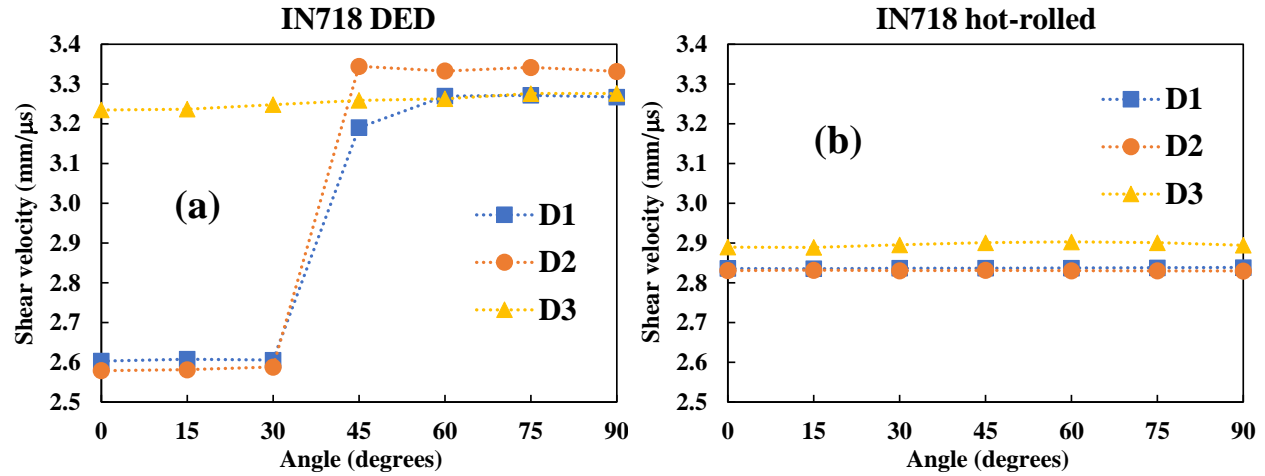 IN718 DED
Shear velocity (mm/µs)
3.4
3.3
3.2
3.1
3.0
2.9
2.8
2.7
2.6
2.5
(a)
D1
D2
D3
0 15 30 45 60 75 90
Angle (degrees)
IN718 hot-rolled
Shear velocity (mm/µs)
3.4
3.3
3.2
3.1
3.0
2.9
2.8
2.7
2.6
2.5
(b)
D1
D2
D3
0 15 30 45 60 75 90
Angle (degrees)